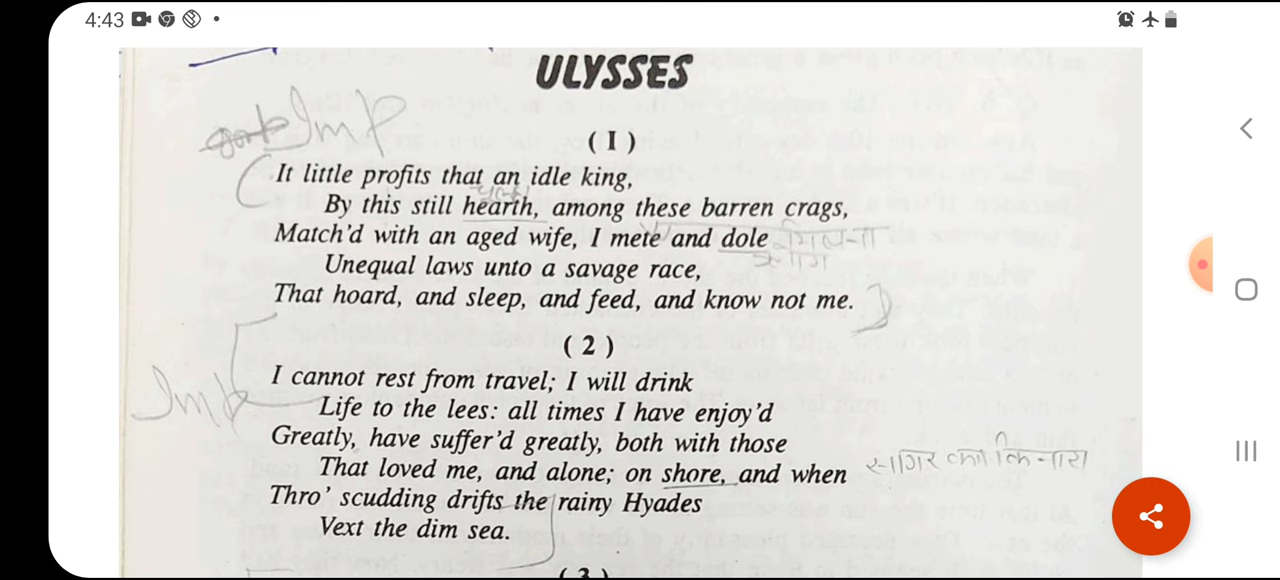 4:43
ULYSSES
Imp
( I )
It little profits that an idle king,
चूल्हा
By this still hearth, among these barren crags,
Match'd with an aged wife, I mete and dole
Unequal laws unto a savage race,
That hoard, and sleep, and feed, and know not me.
( 2 )
I cannot rest from travel; I will drink
Imp
Life to the lees: all times I have enjoy'd
Greatly, have suffer'd greatly, both with those
That loved me, and alone; on shore, and when सागर का किनारा
Thro' scudding drifts the rainy Hyades
Vext the dim sea.
( 3 )